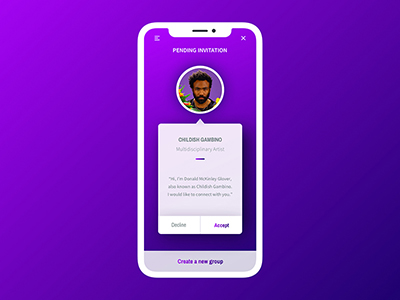 PENDING INVITATION
CHILDISH GAMBINO
Multidisciplinary Artist
"Hi, I'm Donald McKinley Glover,
also known as Childish Gambino.
I would like to connect with you."
Decline Accept
Create a new group